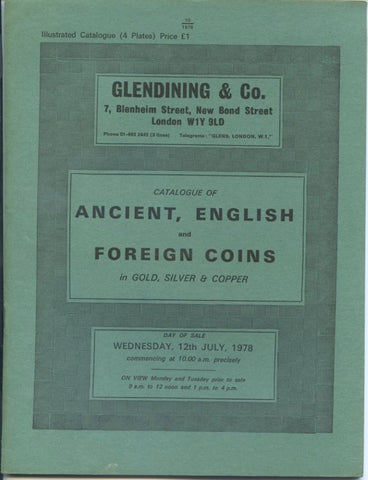 10
1978
Illustrated Catalogue (4 Plates) Price £1
GLENDINING & Co.
7, Blenheim Street, New Bond Street
London W1Y 9LD
Phone 01-493 2445 (3 lines) Telegrams: "GLENS, LONDON, W.1,"
CATALOGUE OF
ANCIENT, ENGLISH
and
FOREIGN COINS
in GOLD, SILVER & COPPER
DAY OF SALE
WEDNESDAY, 12th JULY, 1978
commencing at 10.00 a.m. precisely
ON VIEW Monday and Tuesday prior to sale
9 a.m. to 12 noon and 1 p.m. to 4 p.m.